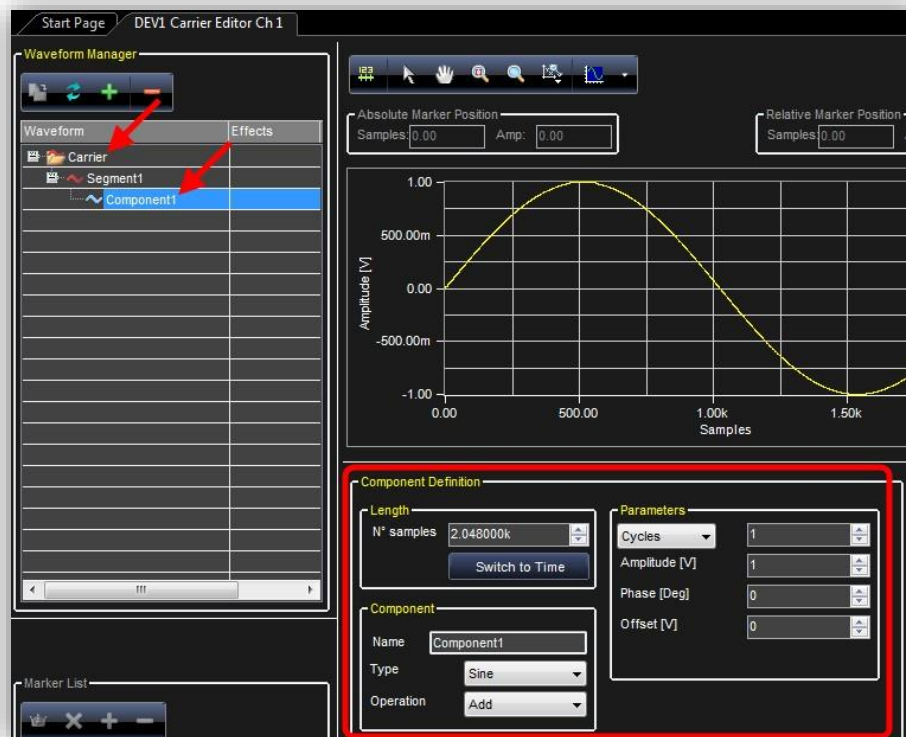 Start Page
DEV1 Carrier Editor Ch 1
Waveform Manager
Waveform Effects
Carrier
Segment1
Component1
Marker List
123
Absolute Marker Position
Samples: 0.00 Amp: 0.00
Relative Marker Position
Samples: 0.00
Amplitude [V]
1.00
500.00m
0.00
-500.00m
-1.00
0.00 500.00 1.00k 1.50k
Samples
Component Definition
Length
N° samples 2.048000k
Switch to Time
Component
Name Component1
Type Sine
Operation Add
Parameters
Cycles 1
Amplitude [V] 1
Phase [Deg] 0
Offset [V] 0